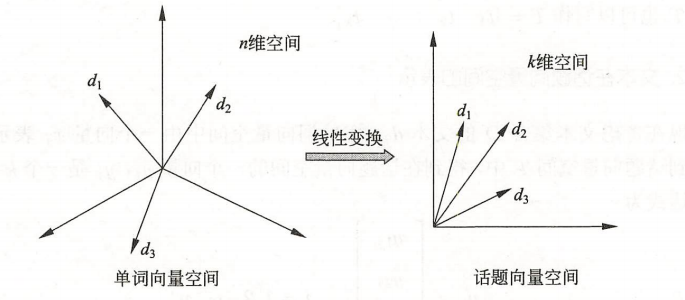 n维空间
d₁
d₂
d₃
单词向量空间
线性变换
k维空间
d₁
d₂
d₃
话题向量空间